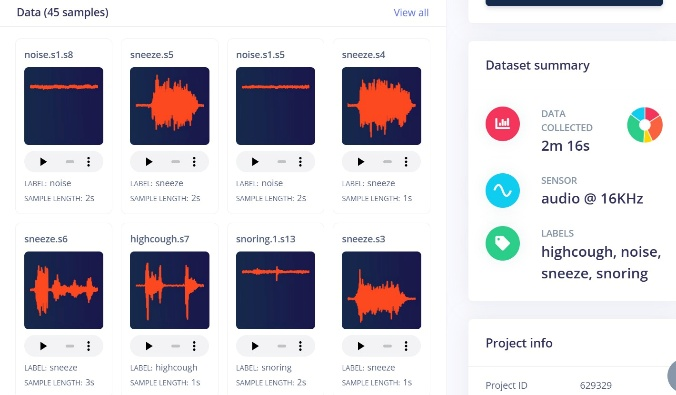 Data (45 samples)
View all
noise.s1.s8
sneeze.s5
noise.s1.s5
sneeze.s4
LABEL: noise
SAMPLE LENGTH: 2s
LABEL: sneeze
SAMPLE LENGTH: 2s
LABEL: noise
SAMPLE LENGTH: 2s
LABEL: sneeze
SAMPLE LENGTH: 1s
sneeze.s6
highcough.s7
snoring.1.s13
sneeze.s3
LABEL: sneeze
SAMPLE LENGTH: 3s
LABEL: highcough
SAMPLE LENGTH: 1s
LABEL: snoring
SAMPLE LENGTH: 2s
LABEL: sneeze
SAMPLE LENGTH: 1s
Dataset summary
DATA
COLLECTED
2m 16s
SENSOR
audio @ 16KHz
LABELS
highcough, noise,
sneeze, snoring
Project info
Project ID
629329